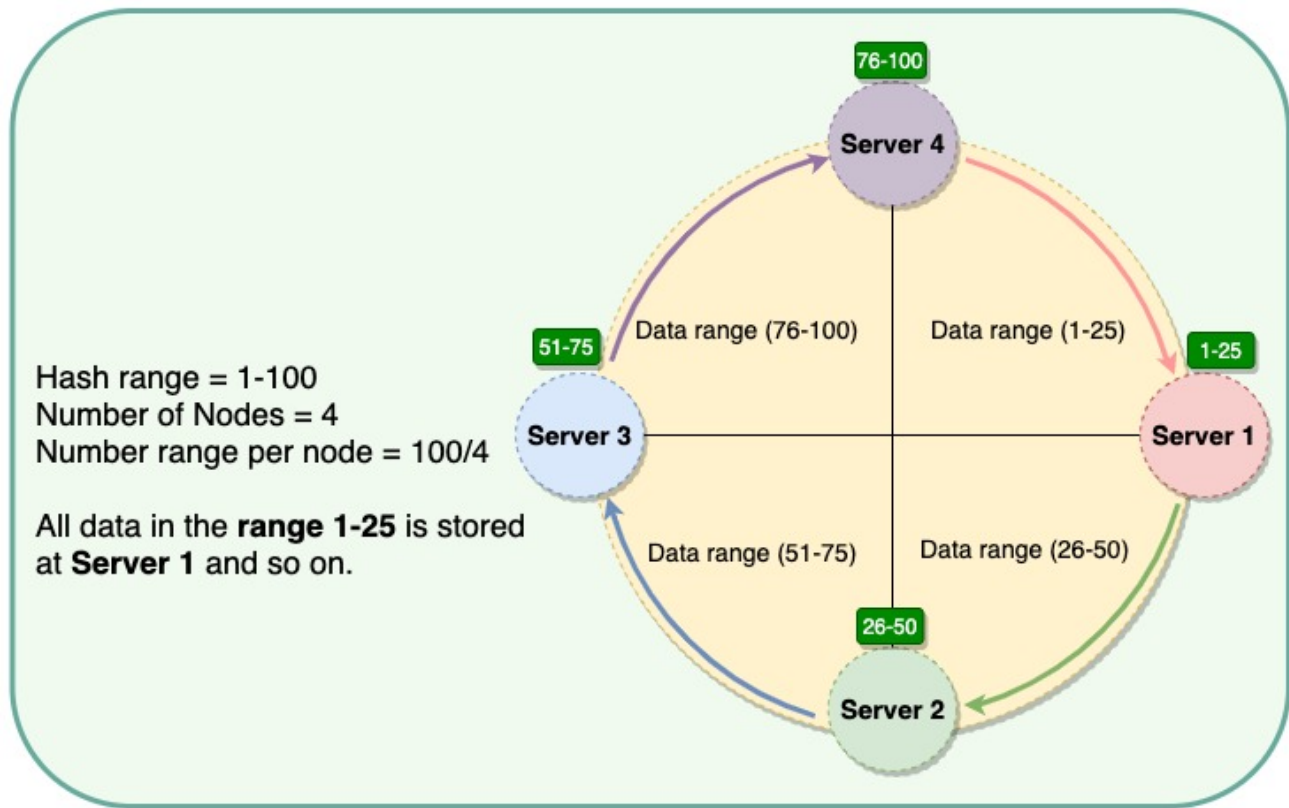 76-100
Server 4
Data range (76-100)
Data range (1-25)
51-75
1-25
Hash range = 1-100
Number of Nodes = 4
Number range per node = 100/4
Server 3
Server 1
All data in the range 1-25 is stored
at Server 1 and so on.
Data range (51-75)
Data range (26-50)
26-50
Server 2